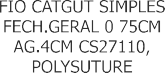 FIO CATGUT SIMPLES
FECH.GERAL 0 75CM
AG.4CM CS27110,
POLYSUTURE